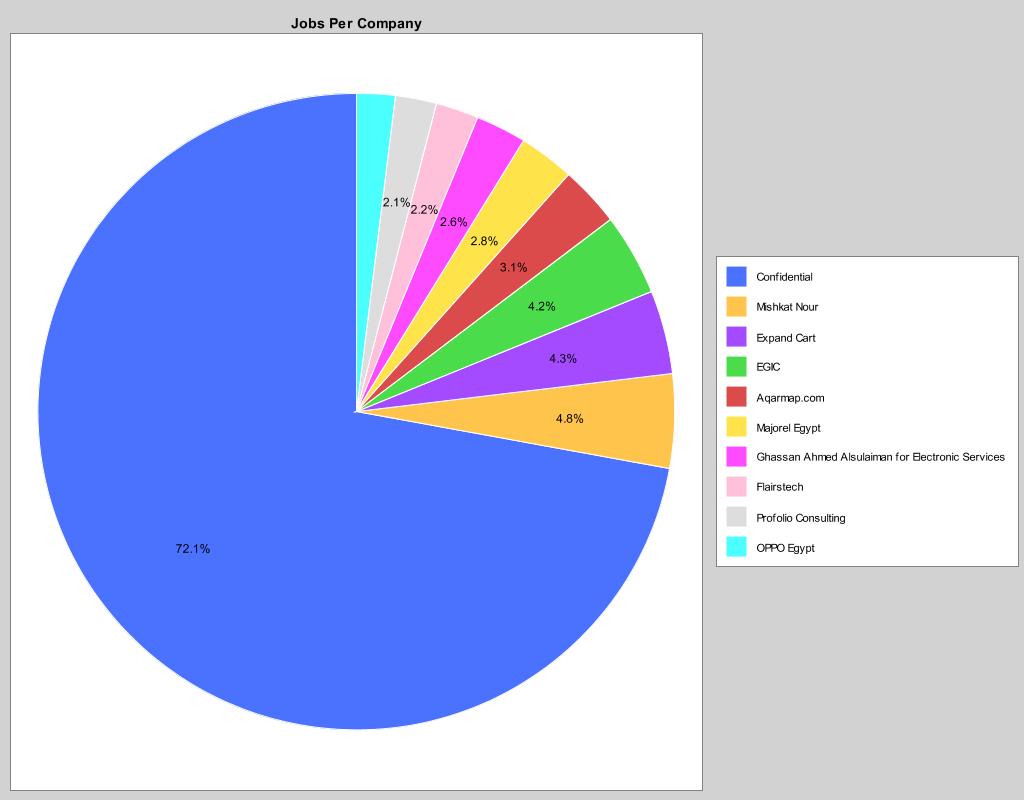 Jobs Per Company
2.1%
2.2%
2.6%
2.8%
3.1%
4.2%
4.3%
4.8%
72.1%
Confidential
Mishkat Nour
Expand Cart
EGIC
Aqarmap.com
Majorel Egypt
Ghassan Ahmed Alsulaiman for Electronic Services
Flairstech
Profolio Consulting
OPPO Egypt